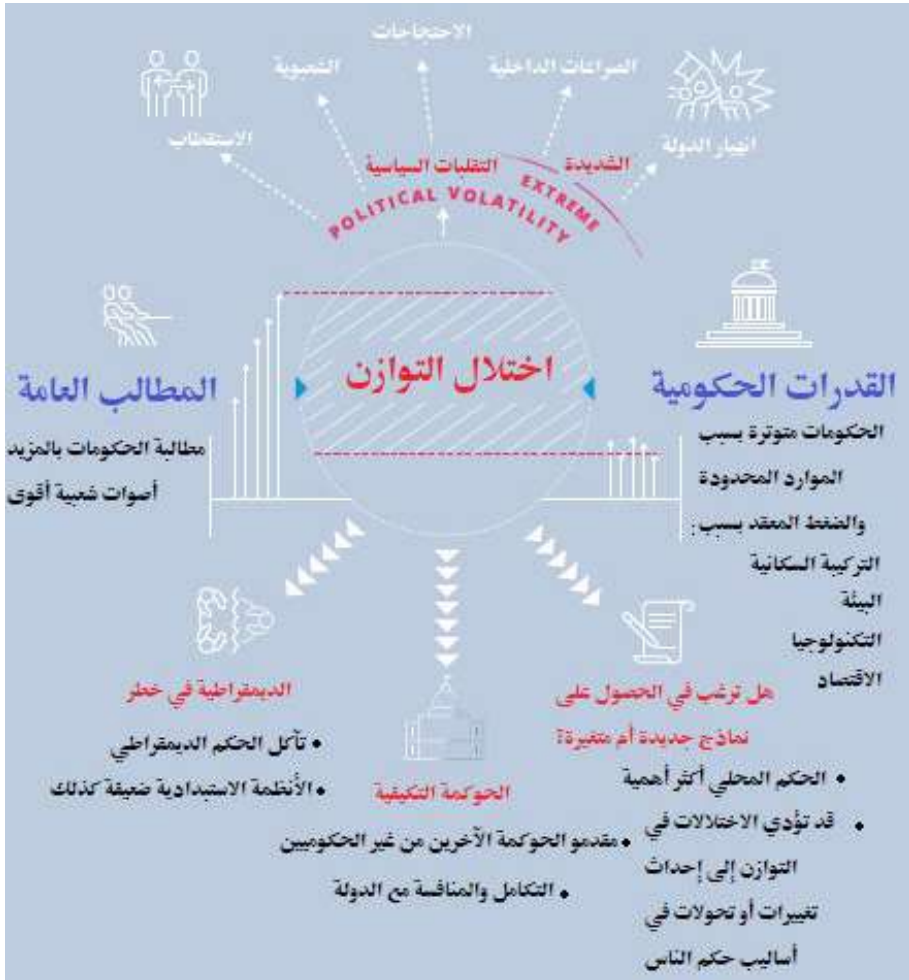 الاحتجاجات
الشعبوية
الصراعات الداخلية
الاستقطاب
انهيار الدولة
التقلبات السياسية
الشديدة
POLITICAL VOLATILITY
EXTREME
اختلال التوازن
القدرات الحكومية
الحكومات متوترة بسبب
الموارد المحدودة
والضغط المعقد بسبب:
التركيبة السكانية
البيئة
التكنولوجيا
الاقتصاد
المطالب العامة
مطالبة الحكومات بالمزيد
أصوات شعبية أقوى
هل ترغب في الحصول على
نماذج جديدة أم متغيرة؟
• الحكم المحلي أكثر أهمية
• قد تؤدي الاختلالات في
التوازن إلى إحداث
تغييرات أو تحولات في
أساليب حكم الناس
الحوكمة التكيفية
• مقدمو الحوكمة الآخرين من غير الحكوميين
• التكامل والمنافسة مع الدولة
الديمقراطية في خطر
• تآكل الحكم الديمقراطي
• الأنظمة الاستبدادية ضعيفة كذلك